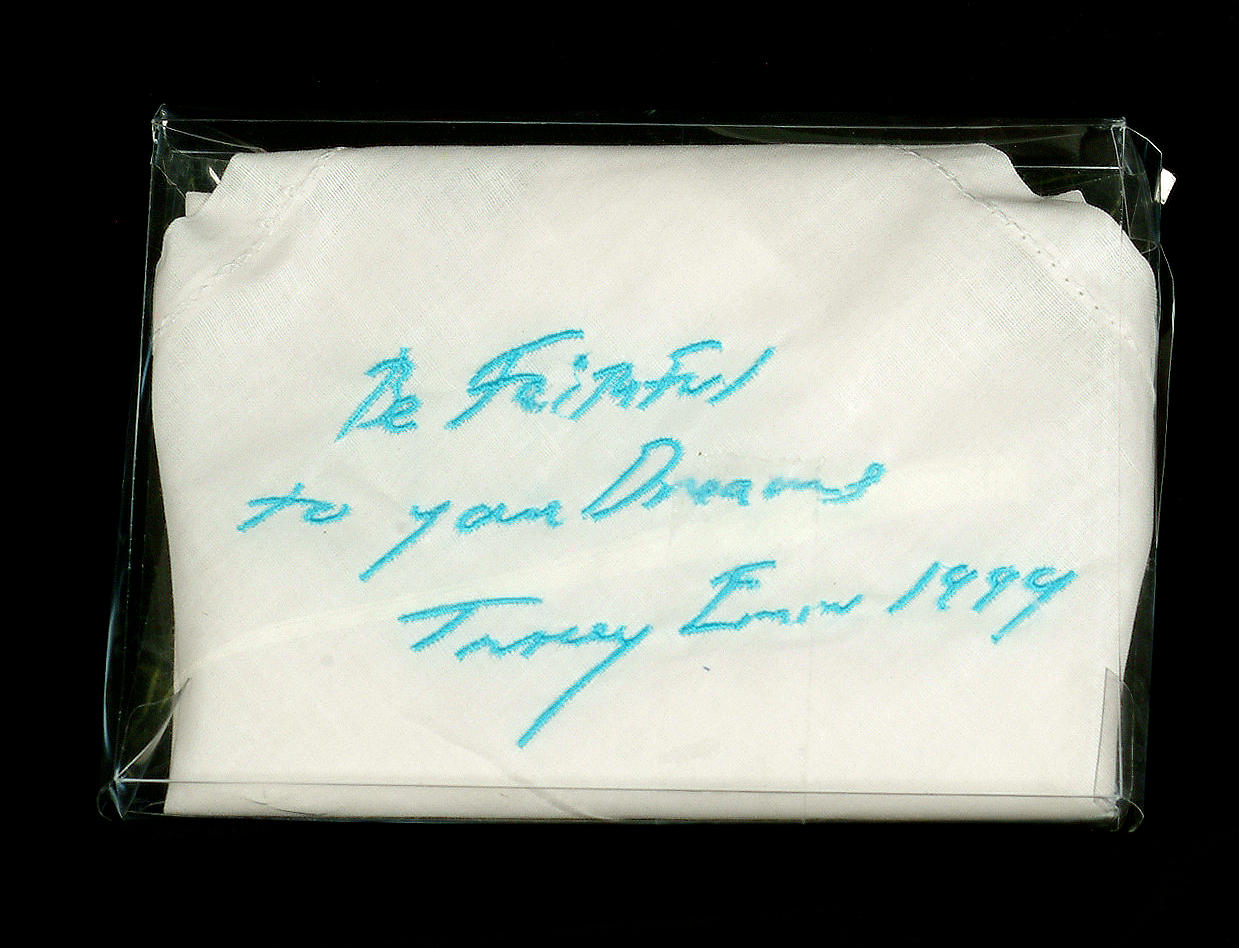 Be Faithful
to your Dreams
Tracey Emin 1999